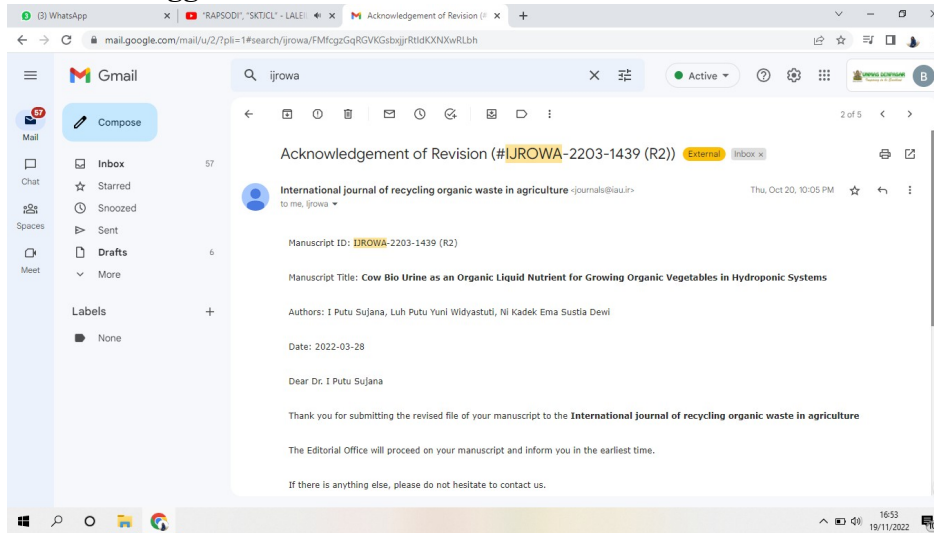 (3) WhatsApp
"RAPSODI", "SKTJCL" - LALE
Acknowledgement of Revision (#
mail.google.com/mail/u/2/?pli=1#search/ijrowa/FMfcgzGqRGVKGsbxjjrRtldKXNXwRLbh
Gmail
ijrowa
Active
B
57
Mail
Chat
Spaces
Meet
Compose
Inbox 57
Starred
Snoozed
Sent
Drafts 6
More
Labels
None
2 of 5
Acknowledgement of Revision (#IJROWA-2203-1439 (R2)) External Inbox x
International journal of recycling organic waste in agriculture <journals@iau.ir> Thu, Oct 20, 10:05 PM
to me, Ijrowa
Manuscript ID: IJROWA-2203-1439 (R2)
Manuscript Title: Cow Bio Urine as an Organic Liquid Nutrient for Growing Organic Vegetables in Hydroponic Systems
Authors: I Putu Sujana, Luh Putu Yuni Widyastuti, Ni Kadek Ema Sustia Dewi
Date: 2022-03-28
Dear Dr. I Putu Sujana
Thank you for submitting the revised file of your manuscript to the International journal of recycling organic waste in agriculture
The Editorial Office will proceed on your manuscript and inform you in the earliest time.
If there is anything else, please do not hesitate to contact us.
16:53
19/11/2022